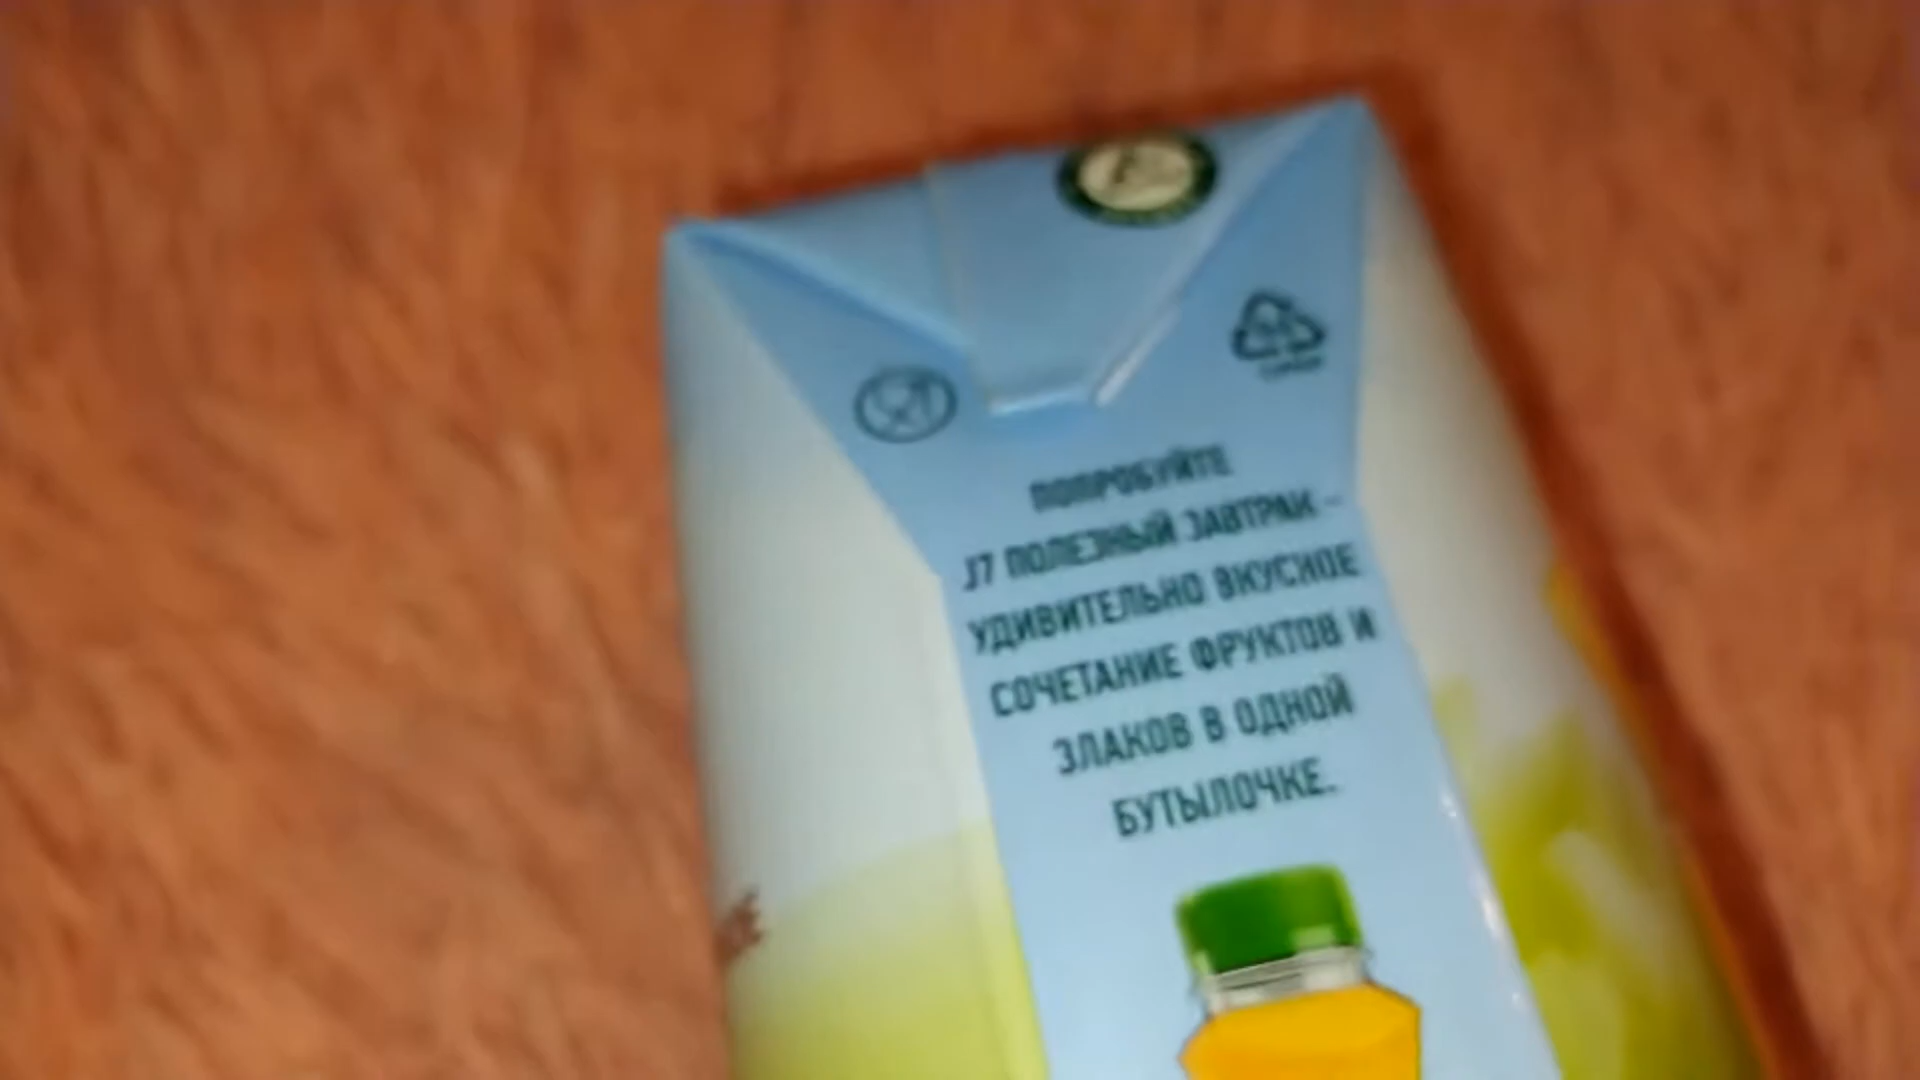 ПОПРОБУЙТЕ
J7 ПОЛЕЗНЫЙ ЗАВТРАК –
УДИВИТЕЛЬНО ВКУСНОЕ
СОЧЕТАНИЕ ФРУКТОВ И
ЗЛАКОВ В ОДНОЙ
БУТЫЛОЧКЕ.